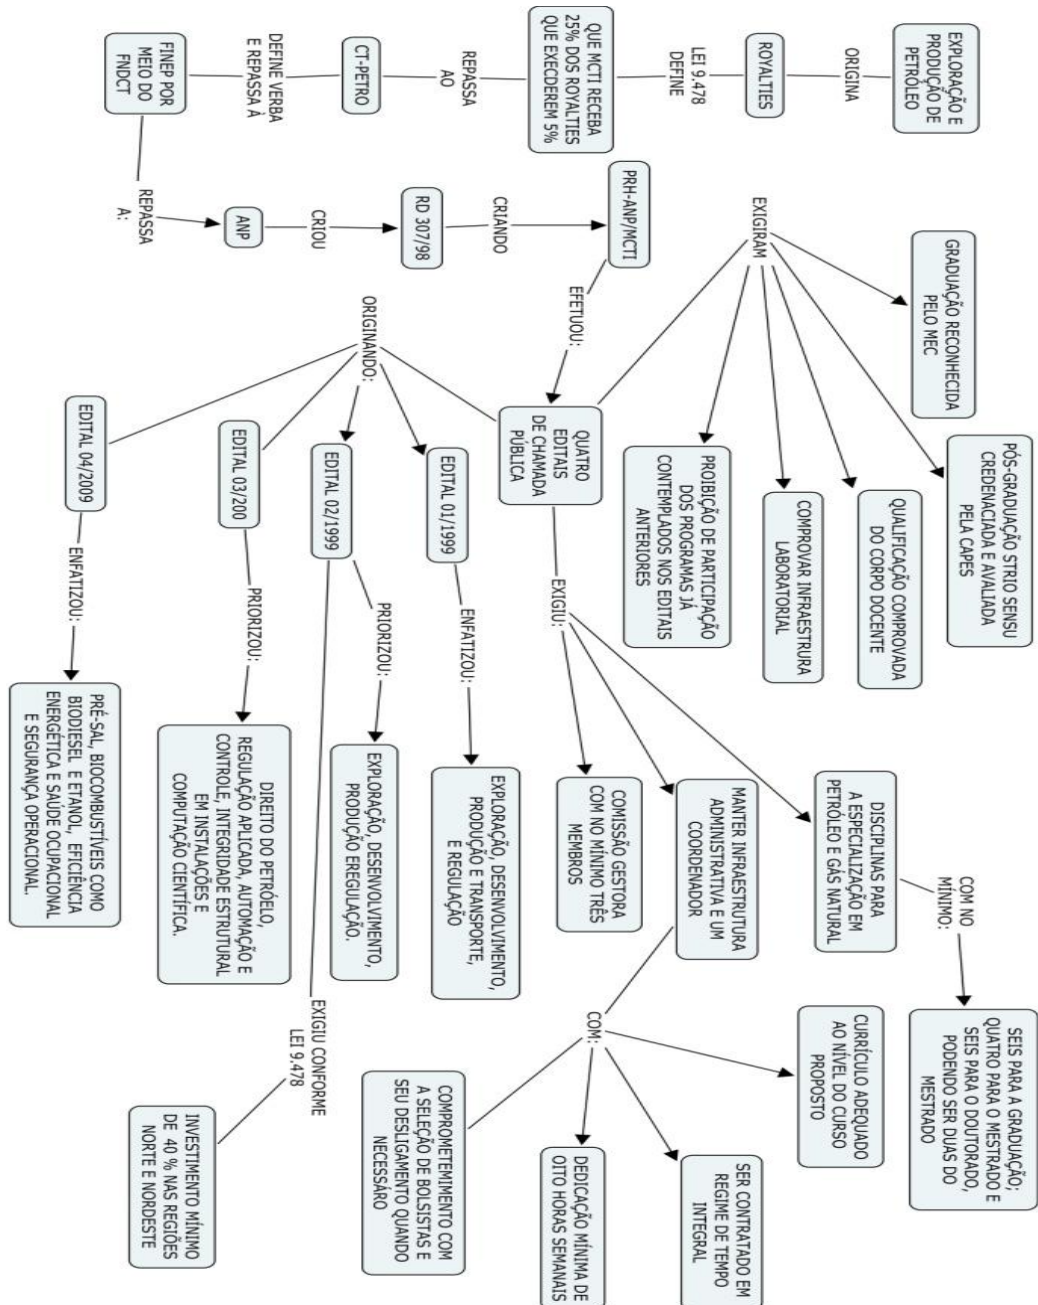 EXPLORAÇÃO E
PRODUÇÃO DE
PETRÓLEO
ORIGINA
ROYALTIES
LEI 9.478
DEFINE
QUE MCTI RECEBA
25% DOS ROYALTIES
QUE EXECDEREM 5%
REPASSA
AO
CT-PETRO
DEFINE VERBA
E REPASSA À
FINEP POR
MEIO DO
FNDCT
REPASSA
A:
ANP
CRIOU
RD 307/98
CRIANDO
PRH-ANP/MCTI
EFETUOU:
QUATRO
EDITAIS
DE CHAMADA
PÚBLICA
EXIGIRAM
GRADUAÇÃO RECONHECIDA
PELO MEC
PÓS-GRADUAÇÃO STRIO SENSU
CREDENACIADA E AVALIADA
PELA CAPES
QUALIFICAÇÃO COMPROVADA
DO CORPO DOCENTE
COMPROVAR INFRAESTRURA
LABORATORIAL
PROIBIÇÃO DE PARTICIPAÇÃO
DOS PROGRAMAS JÁ
CONTEMPLADOS NOS EDITAIS
ANTERIORES
ORIGINANDO:
EDITAL 01/1999
ENFATIZOU:
EXPLORAÇÃO, DESENVOLVIMENTO,
PRODUÇÃO E TRANSPORTE,
E REGULAÇÃO
EDITAL 02/1999
PRIORIZOU:
EXPLORAÇÃO, DESENVOLVIMENTO,
PRODUÇÃO EREGULAÇÃO.
EXIGIU CONFORME
LEI 9.478
INVESTIMENTO MÍNIMO
DE 40 % NAS REGIÕES
NORTE E NORDESTE
EDITAL 03/200
PRIORIZOU:
DIREITO DO PETRÓELO,
REGULAÇÃO APLICADA, AUTOMAÇÃO E
CONTROLE, INTEGRIDADE ESTRUTURAL
EM INSTALAÇÕES E
COMPUTAÇÃO CIENTÍFICA.
EDITAL 04/2009
ENFATIZOU:
PRÉ-SAL, BIOCOMBUSTÍVEIS COMO
BIODIESEL E ETANOL, EFICIÊNCIA
ENERGÉTICA E SAÚDE OCUPACIONAL
E SEGURANÇA OPERACIONAL.
EXIGIU:
DISCIPLINAS PARA
A ESPECIALIZAÇÃO EM
PETRÓLEO E GÁS NATURAL
COM NO
MÍNIMO:
SEIS PARA A GRADUAÇÃO;
QUATRO PARA O MESTRADO E
SEIS PARA O DOUTORADO,
PODENDO SER DUAS DO
MESTRADO
MANTER INFRAESTRUTURA
ADMINISTRATIVA E UM
COORDENADOR
COMISSÃO GESTORA
COM NO MÍNIMO TRÊS
MEMBROS
COM:
CURRÍCULO ADEQUADO
AO NÍVEL DO CURSO
PROPOSTO
SER CONTRATADO EM
REGIME DE TEMPO
INTEGRAL
DEDICAÇÃO MÍNIMA DE
OITO HORAS SEMANAIS
COMPROMETEMIMENTO COM
A SELEÇÃO DE BOLSISTAS E
SEU DESLIGAMENTO QUANDO
NECESSÁRO